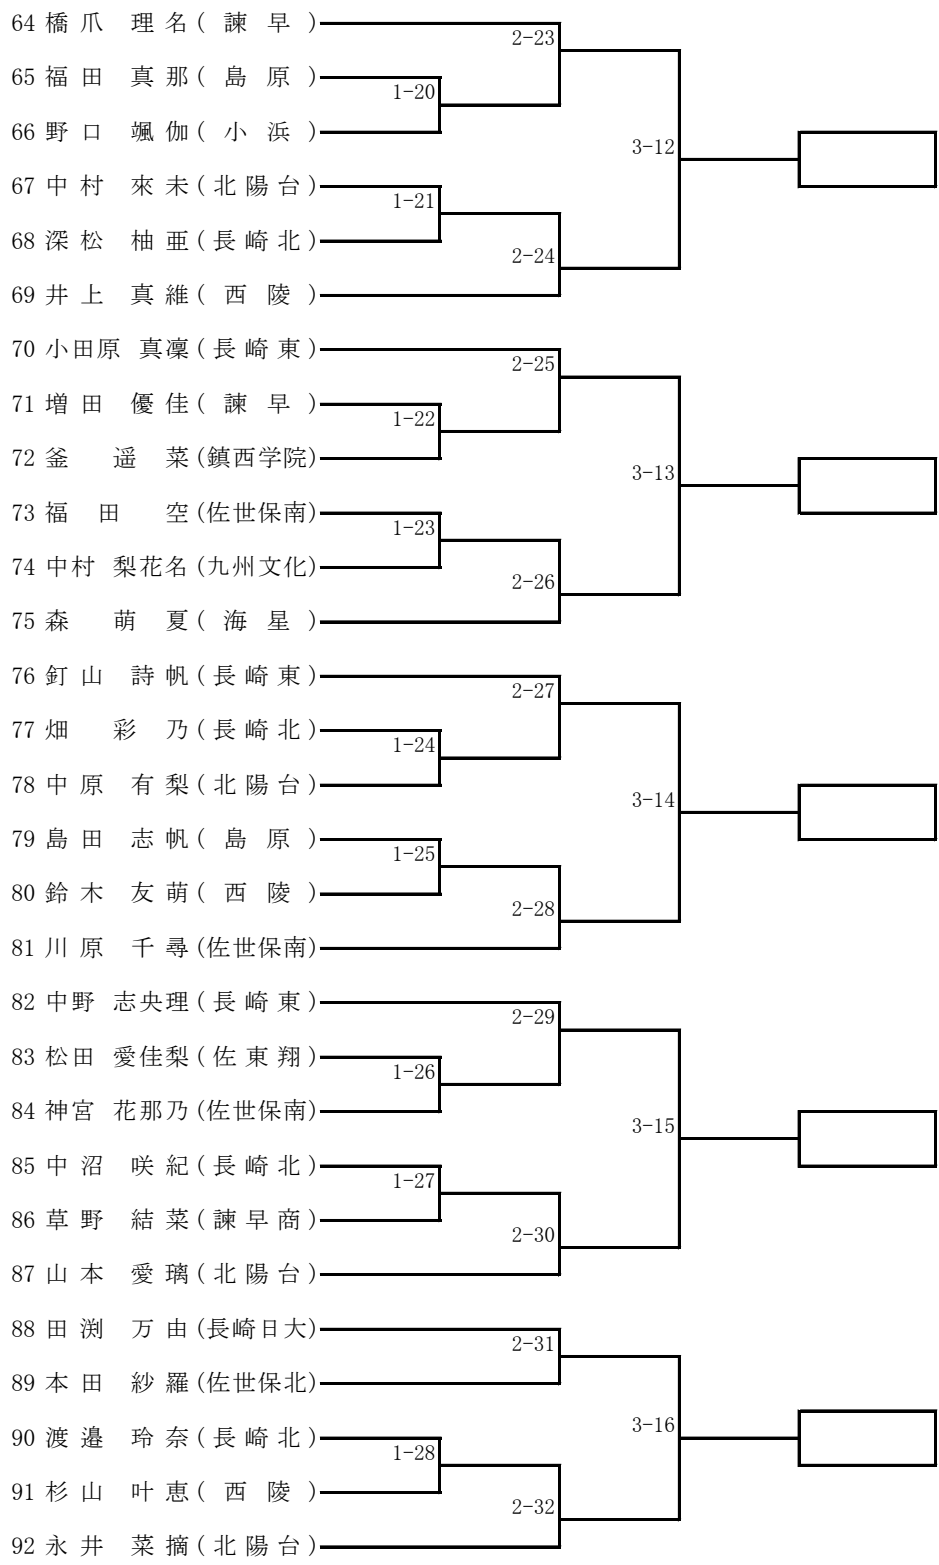 64 橋爪 理名(諫早)
2-23
65 福田 真那(島原)
1-20
66 野口 颯伽(小浜)
3-12
67 中村 來未(北陽台)
1-21
68 深松 柚亜(長崎北)
2-24
69 井上 真維(西陵)
70 小田原 真凜(長崎東)
2-25
71 増田 優佳(諫早)
1-22
72 釜 遥菜(鎮西学院)
3-13
73 福田 空(佐世保南)
1-23
74 中村 梨花名(九州文化)
2-26
75 森 萌夏(海星)
76 釘山 詩帆(長崎東)
2-27
77 畑 彩乃(長崎北)
1-24
78 中原 有梨(北陽台)
3-14
79 島田 志帆(島原)
1-25
80 鈴木 友萌(西陵)
2-28
81 川原 千尋(佐世保南)
82 中野 志央理(長崎東)
2-29
83 松田 愛佳梨(佐東翔)
1-26
84 神宮 花那乃(佐世保南)
3-15
85 中沼 咲紀(長崎北)
1-27
86 草野 結菜(諫早商)
2-30
87 山本 愛璃(北陽台)
88 田渕 万由(長崎日大)
2-31
89 本田 紗羅(佐世保北)
3-16
90 渡邉 玲奈(長崎北)
1-28
91 杉山 叶恵(西陵)
2-32
92 永井 菜摘(北陽台)